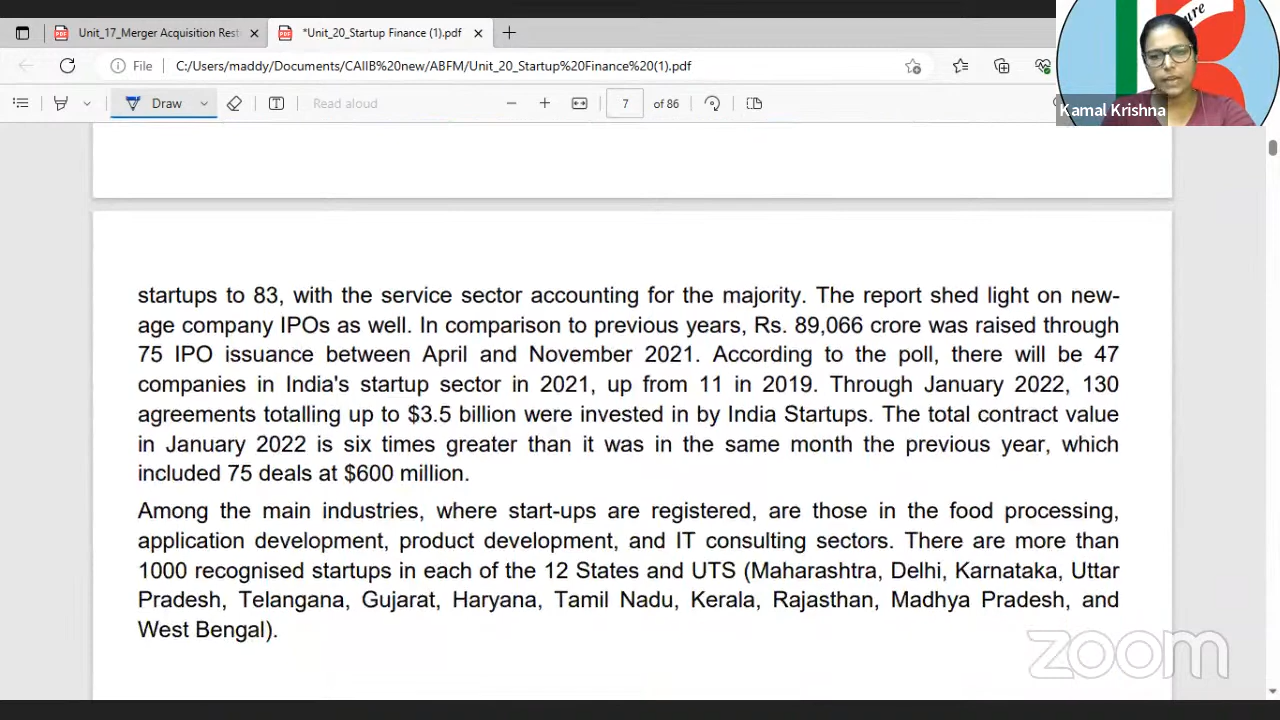 Unit_17_Merger Acquisition Rest
*Unit_20_Startup Finance (1).pdf
File
C:/Users/maddy/Documents/CAIIB%20new/ABFM/Unit_20_Startup%20Finance%20(1).pdf
Draw
Read aloud
7
of 86
ure
Kamal Krishna
startups to 83, with the service sector accounting for the majority. The report shed light on new-
age company IPOs as well. In comparison to previous years, Rs. 89,066 crore was raised through
75 IPO issuance between April and November 2021. According to the poll, there will be 47
companies in India's startup sector in 2021, up from 11 in 2019. Through January 2022, 130
agreements totalling up to $3.5 billion were invested in by India Startups. The total contract value
in January 2022 is six times greater than it was in the same month the previous year, which
included 75 deals at $600 million.
Among the main industries, where start-ups are registered, are those in the food processing,
application development, product development, and IT consulting sectors. There are more than
1000 recognised startups in each of the 12 States and UTS (Maharashtra, Delhi, Karnataka, Uttar
Pradesh, Telangana, Gujarat, Haryana, Tamil Nadu, Kerala, Rajasthan, Madhya Pradesh, and
West Bengal).
zoom